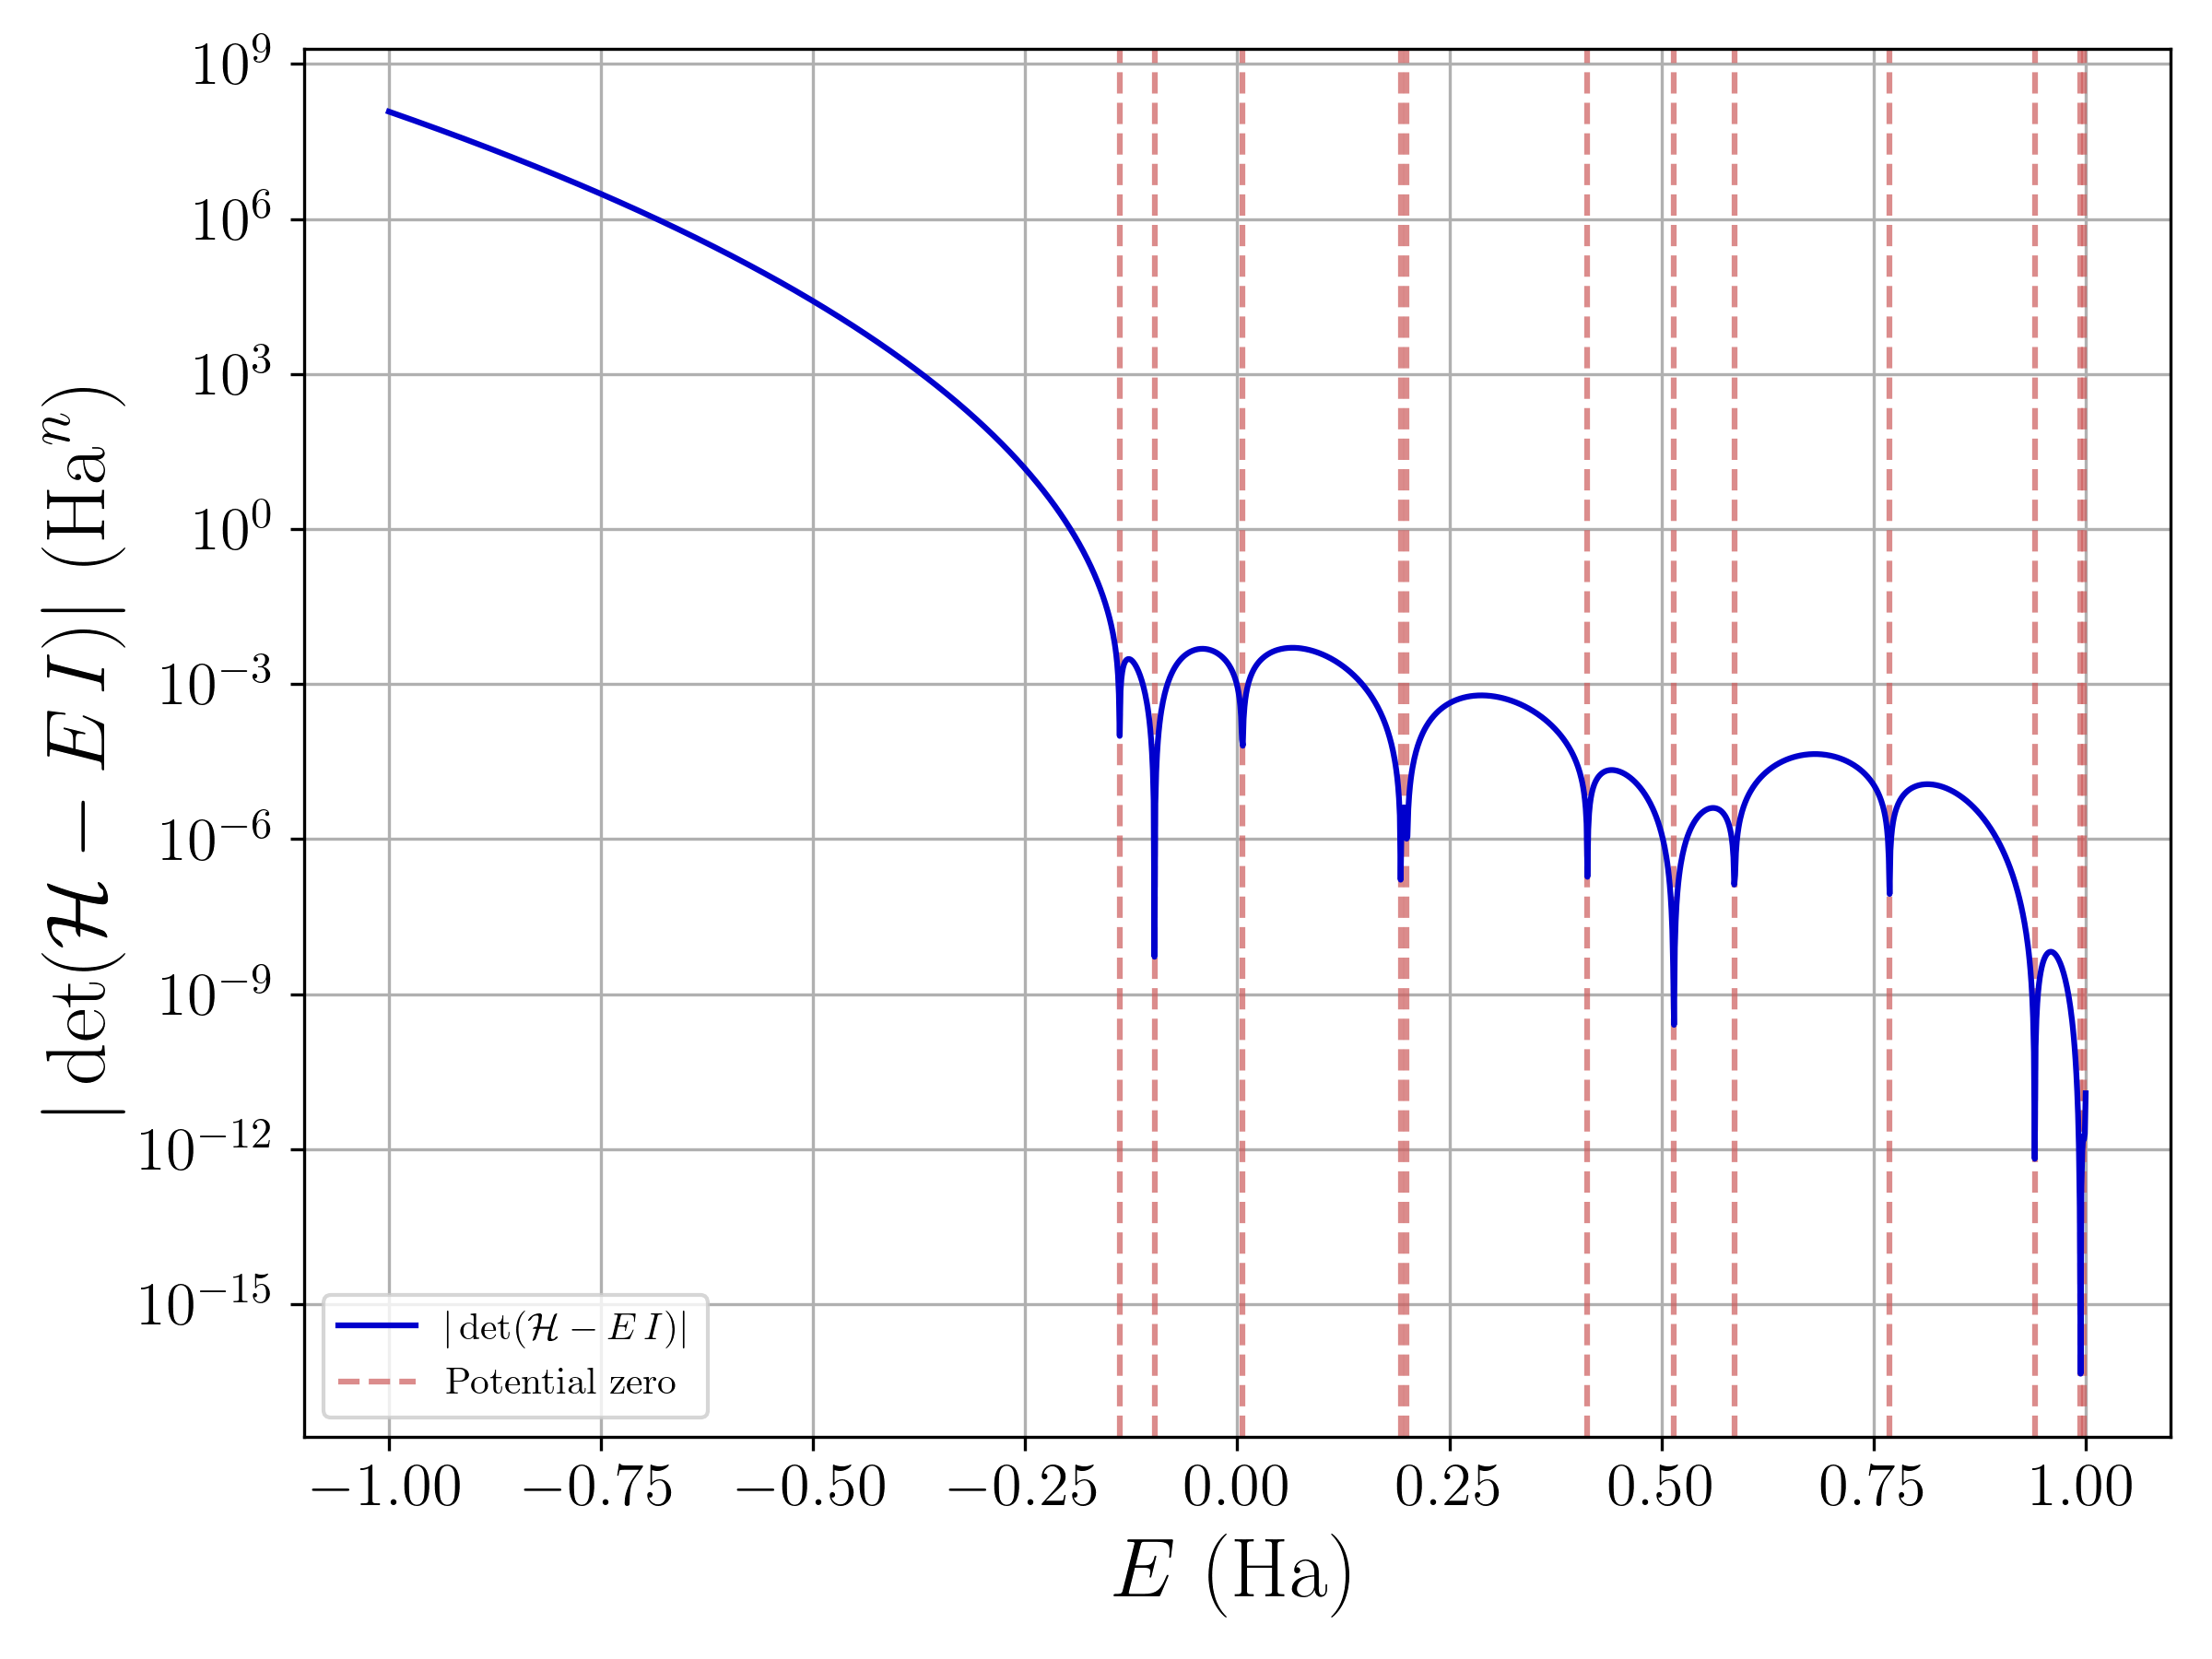 |det(ℋ − E I)| (Ha^n)
10^9
10^6
10^3
10^0
10^−3
10^−6
10^−9
10^−12
10^−15
|det(ℋ − E I)|
Potential zero
−1.00 −0.75 −0.50 −0.25 0.00 0.25 0.50 0.75 1.00
E (Ha)